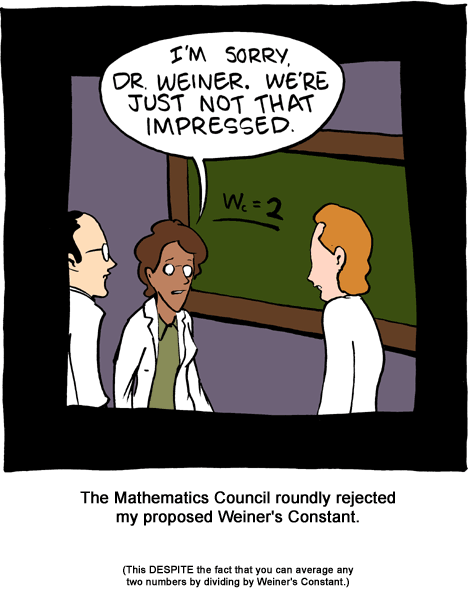 I'M SORRY,
DR. WEINER. WE'RE
JUST NOT THAT
IMPRESSED.
Wc = 2
The Mathematics Council roundly rejected
my proposed Weiner's Constant.
(This DESPITE the fact that you can average any
two numbers by dividing by Weiner's Constant.)